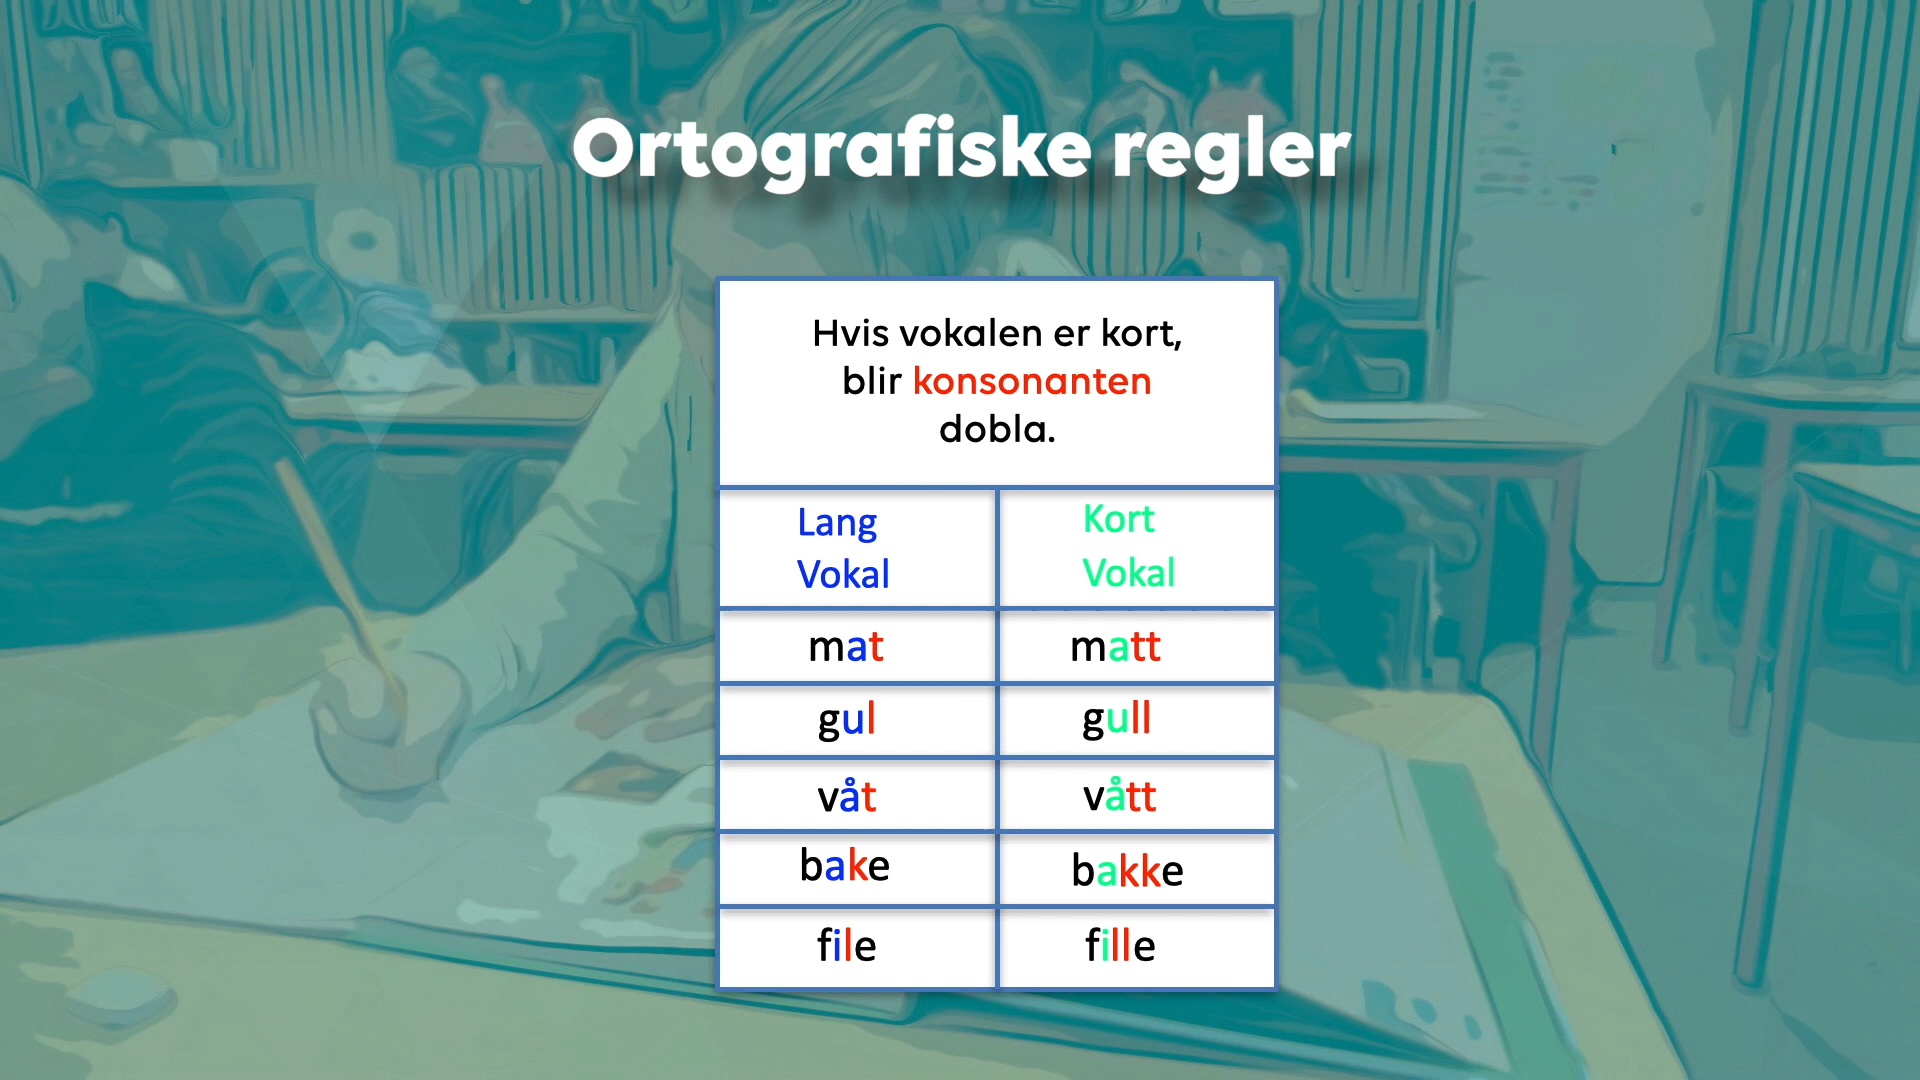 Ortografiske regler
Hvis vokalen er kort,
blir konsonanten
dobla.
Lang
Vokal
Kort
Vokal
mat
matt
gul
gull
våt
vått
bake
bakke
file
fille